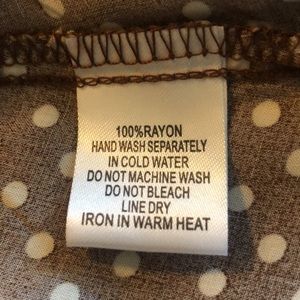 100%RAYON
HAND WASH SEPARATELY
IN COLD WATER
DO NOT MACHINE WASH
DO NOT BLEACH
LINE DRY
IRON IN WARM HEAT